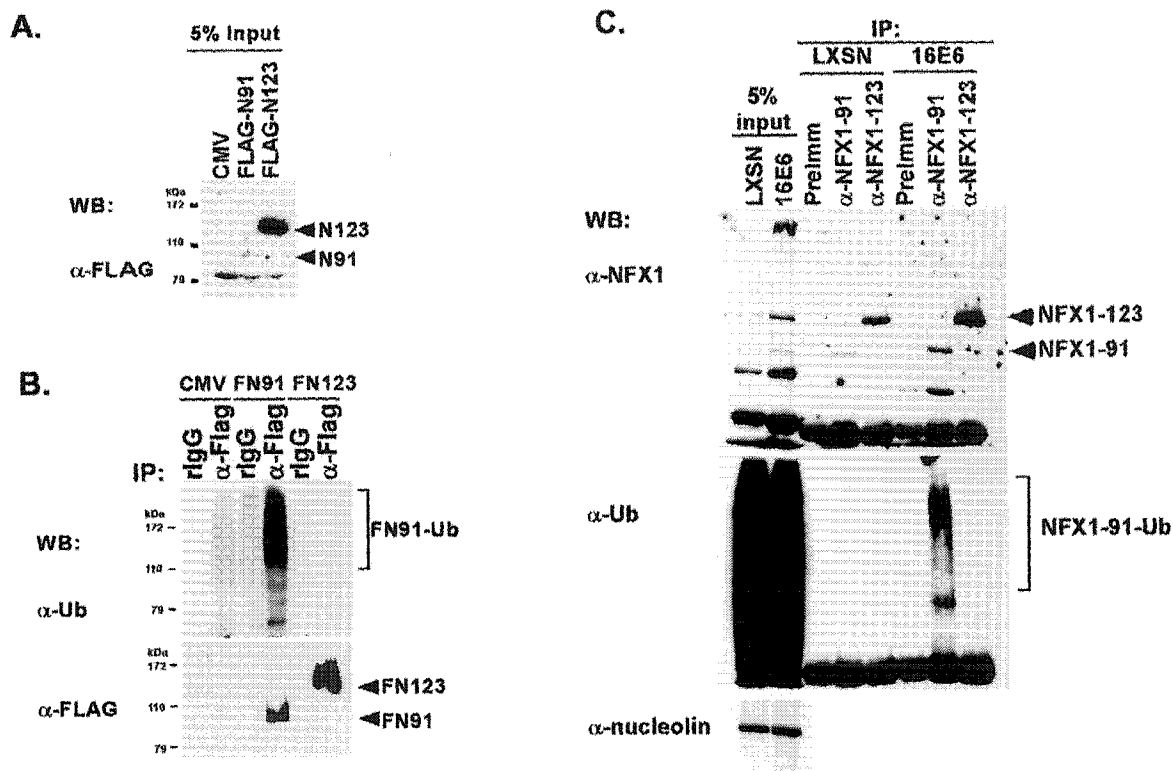 A.
5% Input
CMV
FLAG-N91
FLAG-N123
kDa
172
WB:
N123
110
N91
α-FLAG
79
B.
CMV FN91 FN123
rIgG
α-Flag
rIgG
α-Flag
rIgG
α-Flag
IP:
kDa
172
FN91-Ub
WB:
110
α-Ub
79
kDa
172
FN123
α-FLAG
110
FN91
79
C.
IP:
LXSN
16E6
5%
input
LXSN
16E6
PreImm
α-NFX1-91
α-NFX1-123
PreImm
α-NFX1-91
α-NFX1-123
WB:
α-NFX1
NFX1-123
NFX1-91
α-Ub
NFX1-91-Ub
α-nucleolin